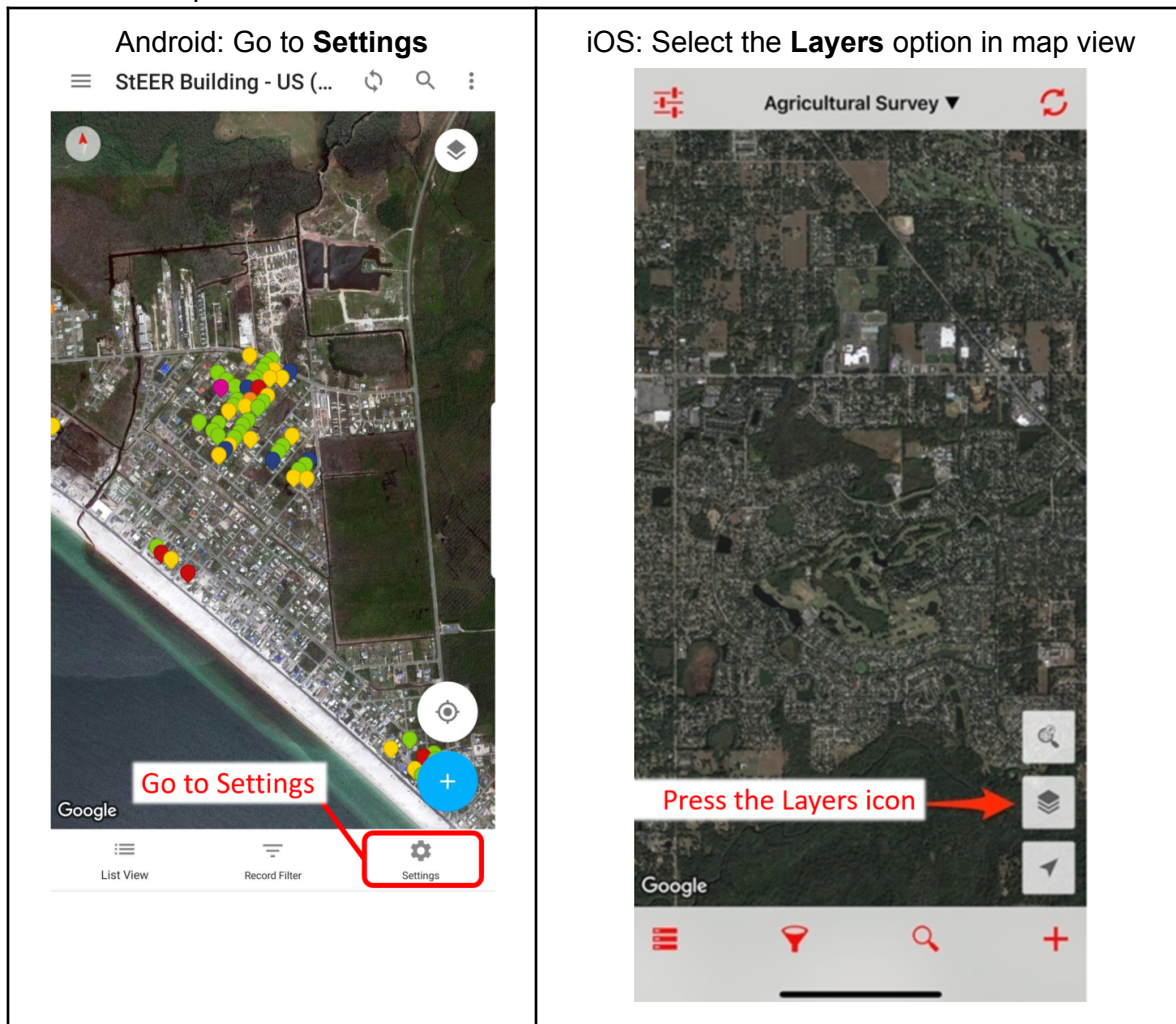 Android: Go to Settings
StEER Building - US (...
Go to Settings
Google
List View
Record Filter
Settings
iOS: Select the Layers option in map view
Agricultural Survey ▼
Press the Layers icon
Google